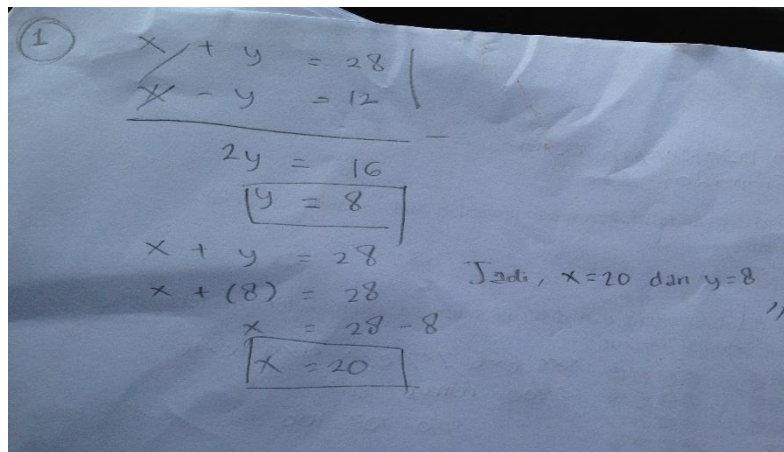 1
x + y = 28
x - y = 12
-
2y = 16
y = 8
x + y = 28
x + (8) = 28
x = 28 - 8
x = 20
Jadi, x = 20 dan y = 8 //